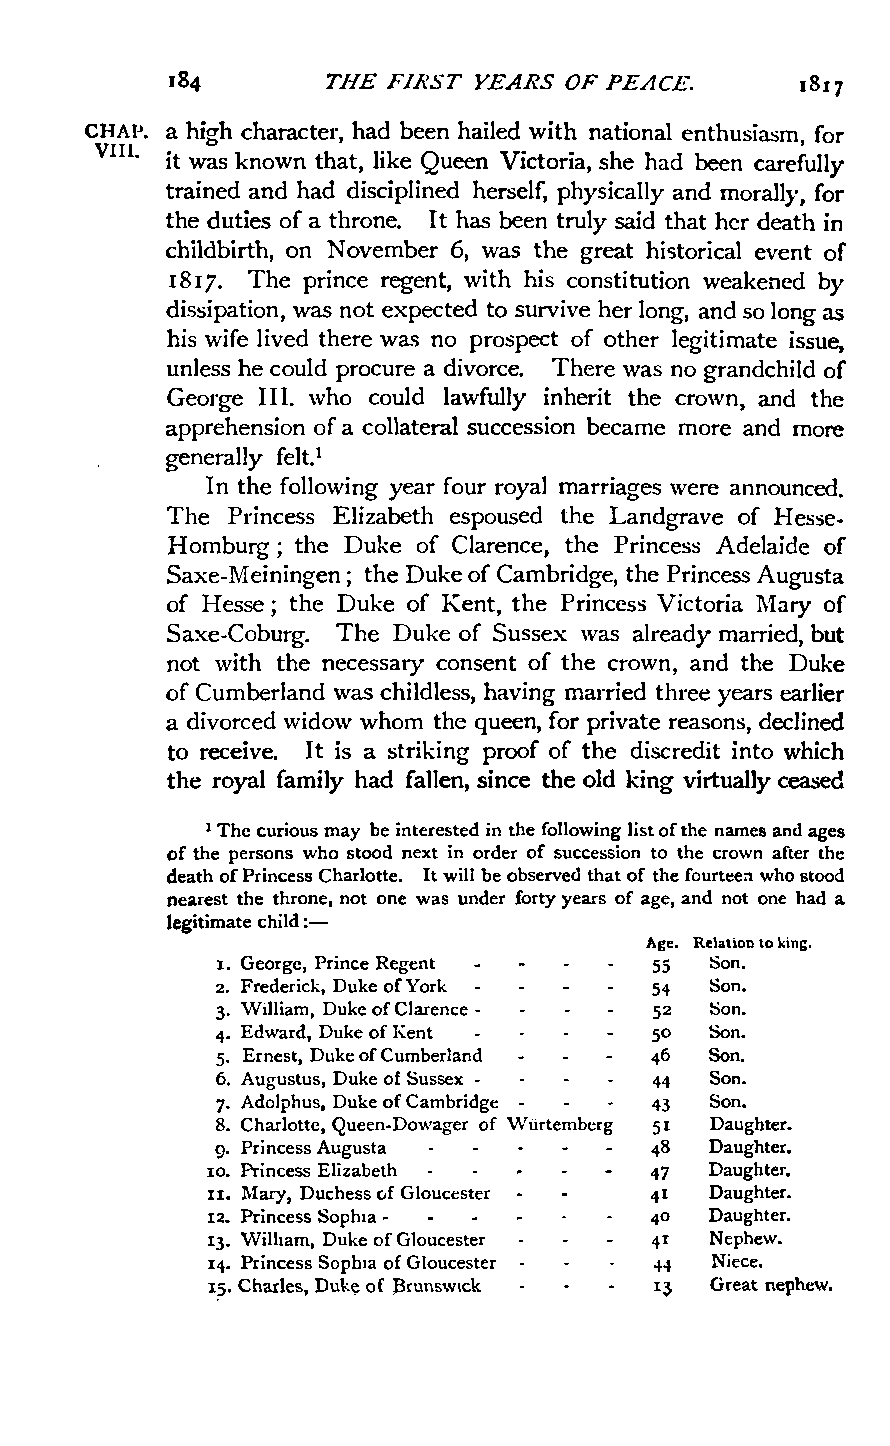 184 THE FIRST YEARS OF PEACE. 1817
CHAP. VIII.
a high character, had been hailed with national enthusiasm, for
it was known that, like Queen Victoria, she had been carefully
trained and had disciplined herself, physically and morally, for
the duties of a throne. It has been truly said that her death in
childbirth, on November 6, was the great historical event of
1817. The prince regent, with his constitution weakened by
dissipation, was not expected to survive her long, and so long as
his wife lived there was no prospect of other legitimate issue,
unless he could procure a divorce. There was no grandchild of
George III. who could lawfully inherit the crown, and the
apprehension of a collateral succession became more and more
generally felt.¹
In the following year four royal marriages were announced.
The Princess Elizabeth espoused the Landgrave of Hesse-
Homburg; the Duke of Clarence, the Princess Adelaide of
Saxe-Meiningen; the Duke of Cambridge, the Princess Augusta
of Hesse; the Duke of Kent, the Princess Victoria Mary of
Saxe-Coburg. The Duke of Sussex was already married, but
not with the necessary consent of the crown, and the Duke
of Cumberland was childless, having married three years earlier
a divorced widow whom the queen, for private reasons, declined
to receive. It is a striking proof of the discredit into which
the royal family had fallen, since the old king virtually ceased
¹ The curious may be interested in the following list of the names and ages
of the persons who stood next in order of succession to the crown after the
death of Princess Charlotte. It will be observed that of the fourteen who stood
nearest the throne, not one was under forty years of age, and not one had a
legitimate child:—
Age. Relation to king.
1. George, Prince Regent - - - - 55 Son.
2. Frederick, Duke of York - - - - 54 Son.
3. William, Duke of Clarence - - - - 52 Son.
4. Edward, Duke of Kent - - - - 50 Son.
5. Ernest, Duke of Cumberland - - - 46 Son.
6. Augustus, Duke of Sussex - - - - 44 Son.
7. Adolphus, Duke of Cambridge - - - 43 Son.
8. Charlotte, Queen-Dowager of Würtemberg 51 Daughter.
9. Princess Augusta - - - - - 48 Daughter.
10. Princess Elizabeth - - - - - 47 Daughter.
11. Mary, Duchess of Gloucester - - 41 Daughter.
12. Princess Sophia - - - - - - 40 Daughter.
13. William, Duke of Gloucester - - - 41 Nephew.
14. Princess Sophia of Gloucester - - - 44 Niece.
15. Charles, Duke of Brunswick - - - 13 Great nephew.